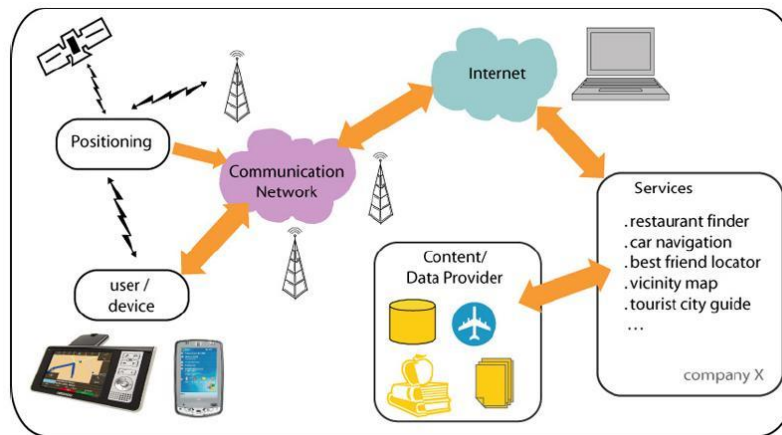 Internet
Positioning
Communication
Network
Services
.restaurant finder
.car navigation
.best friend locator
.vicinity map
.tourist city guide
...
Content/
Data Provider
user /
device
company X